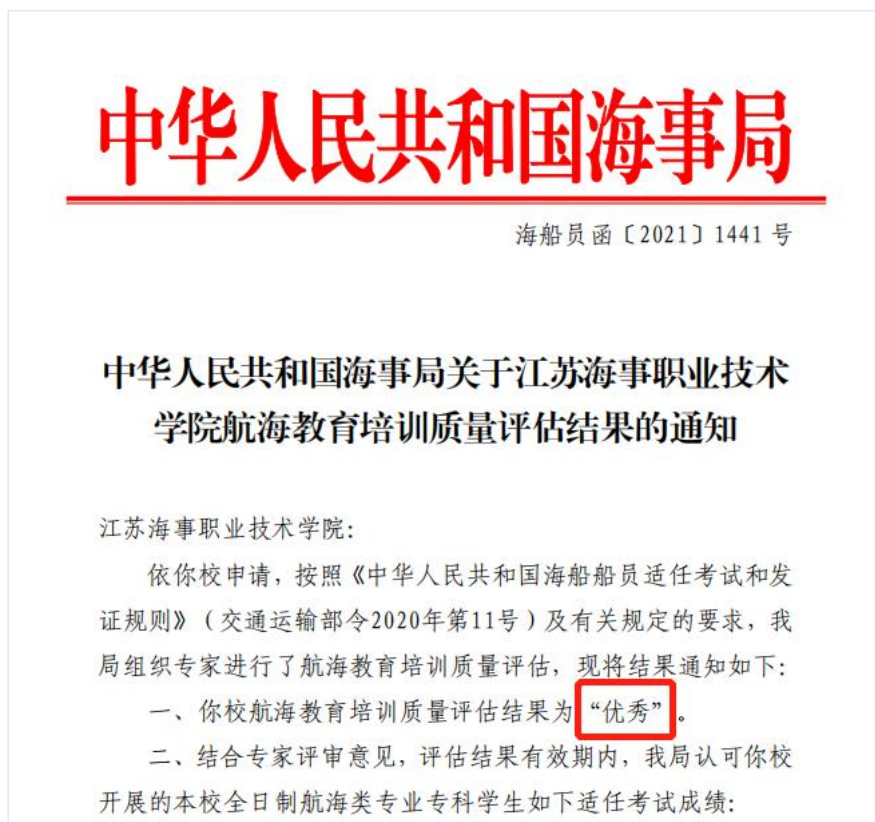 中华人民共和国海事局
海船员函〔2021〕1441 号
中华人民共和国海事局关于江苏海事职业技术
学院航海教育培训质量评估结果的通知
江苏海事职业技术学院：
依你校申请，按照《中华人民共和国海船船员适任考试和发
证规则》（交通运输部令2020年第11号）及有关规定的要求，我
局组织专家进行了航海教育培训质量评估，现将结果通知如下：
一、你校航海教育培训质量评估结果为“优秀”。
二、结合专家评审意见，评估结果有效期内，我局认可你校
开展的本校全日制航海类专业专科学生如下适任考试成绩：